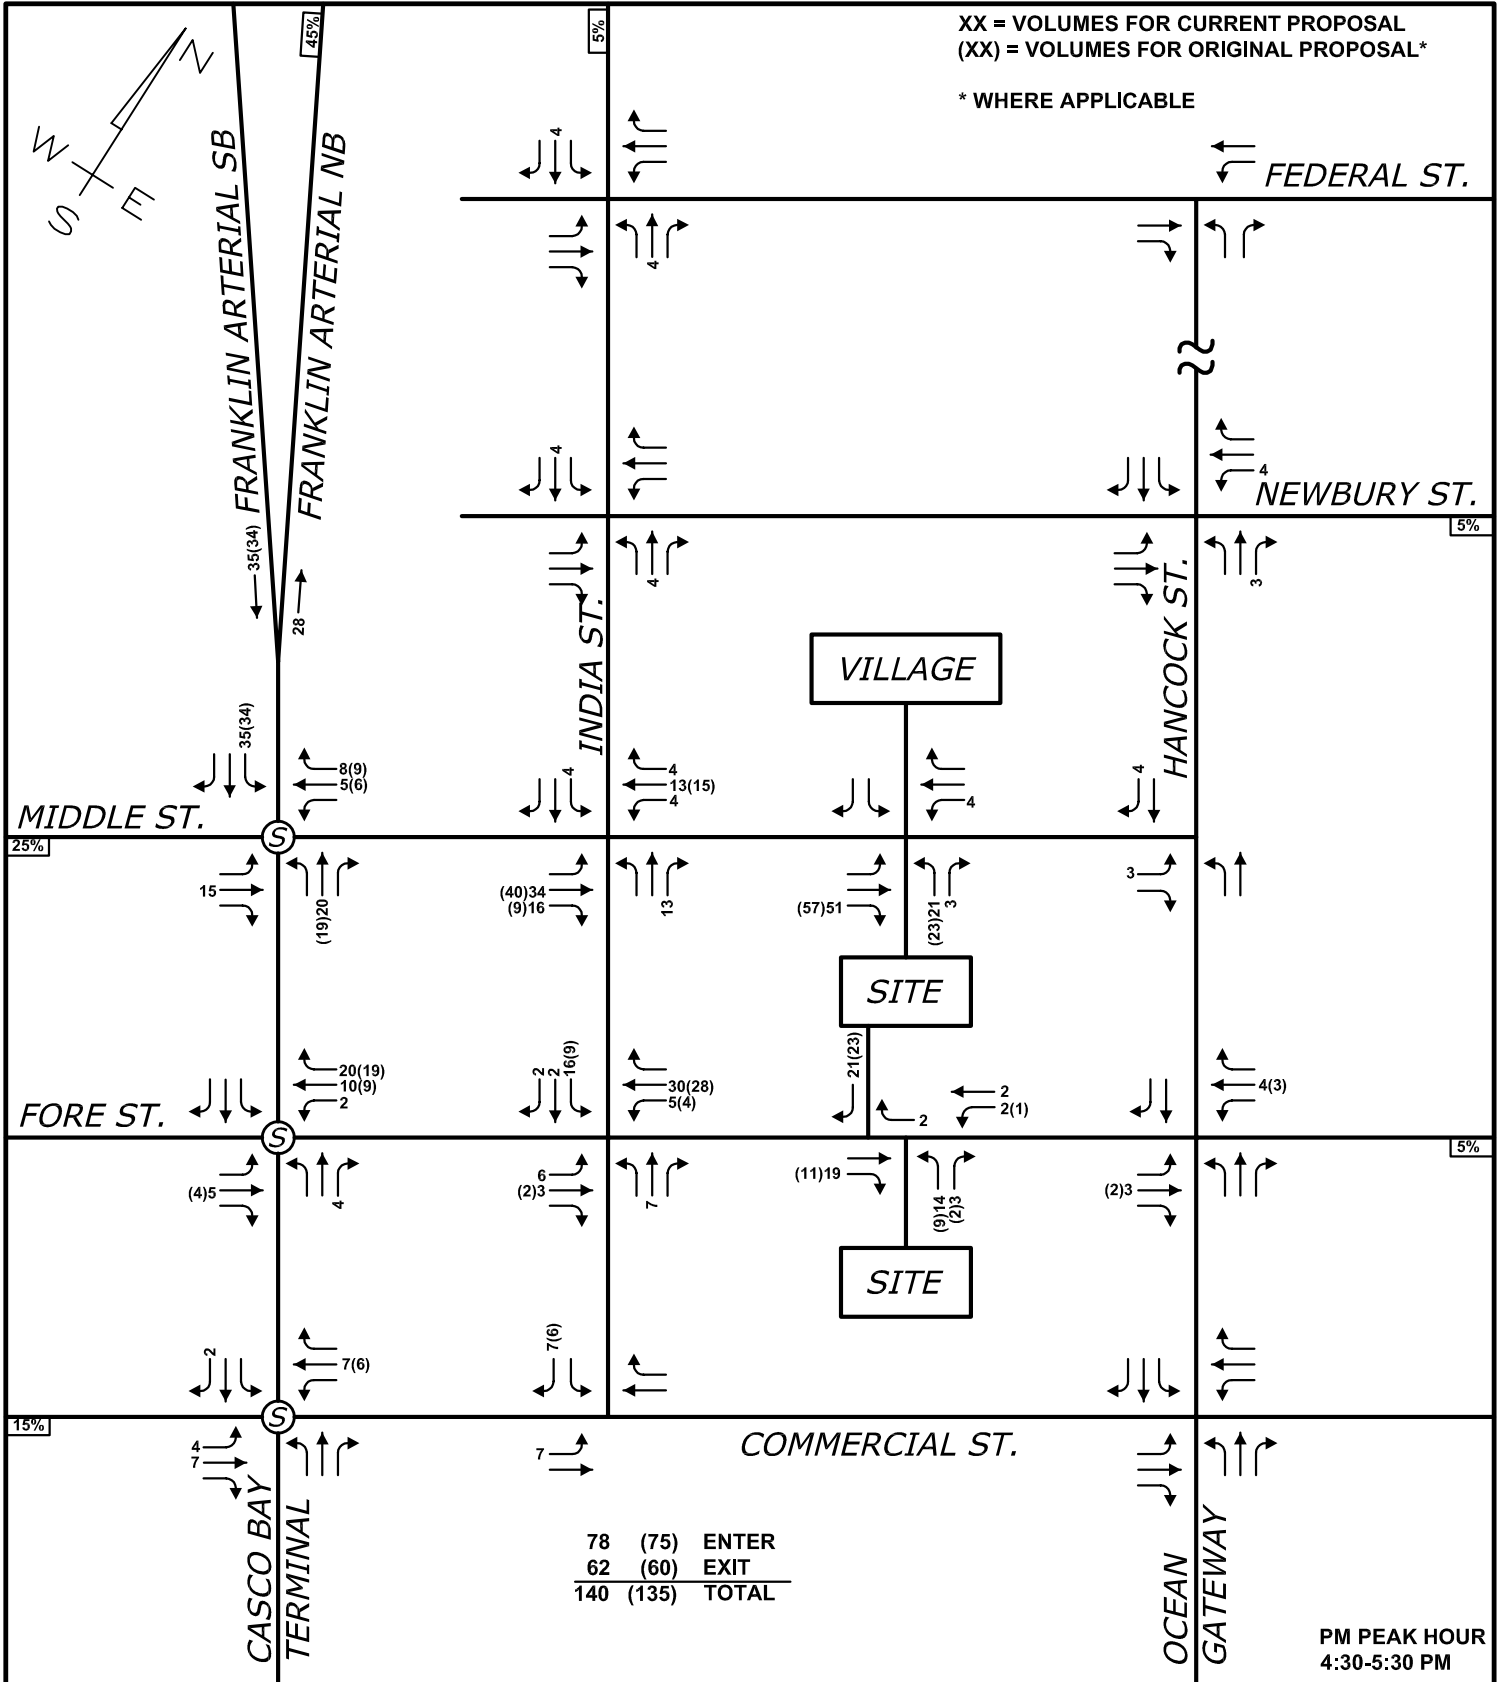 XX = VOLUMES FOR CURRENT PROPOSAL
(XX) = VOLUMES FOR ORIGINAL PROPOSAL*
* WHERE APPLICABLE
45%
5%
N
W
E
S
FRANKLIN ARTERIAL SB
FRANKLIN ARTERIAL NB
4
FEDERAL ST.
4
4
4
NEWBURY ST.
5%
35(34)
28
4
3
INDIA ST.
HANCOCK ST.
VILLAGE
35(34)
8(9)
5(6)
4
4
13(15)
4
4
4
MIDDLE ST.
S
25%
15
(19)20
(40)34
(9)16
13
(57)51
(23)21
3
3
SITE
20(19)
10(9)
2
2
2
16(9)
30(28)
5(4)
21(23)
2
2
2(1)
4(3)
FORE ST.
S
5%
(4)5
4
6
(2)3
7
(11)19
(9)14
(2)3
(2)3
SITE
2
7(6)
7(6)
S
15%
4
7
7
COMMERCIAL ST.
CASCO BAY
TERMINAL
OCEAN
GATEWAY
78 (75) ENTER
62 (60) EXIT
140 (135) TOTAL
PM PEAK HOUR
4:30-5:30 PM